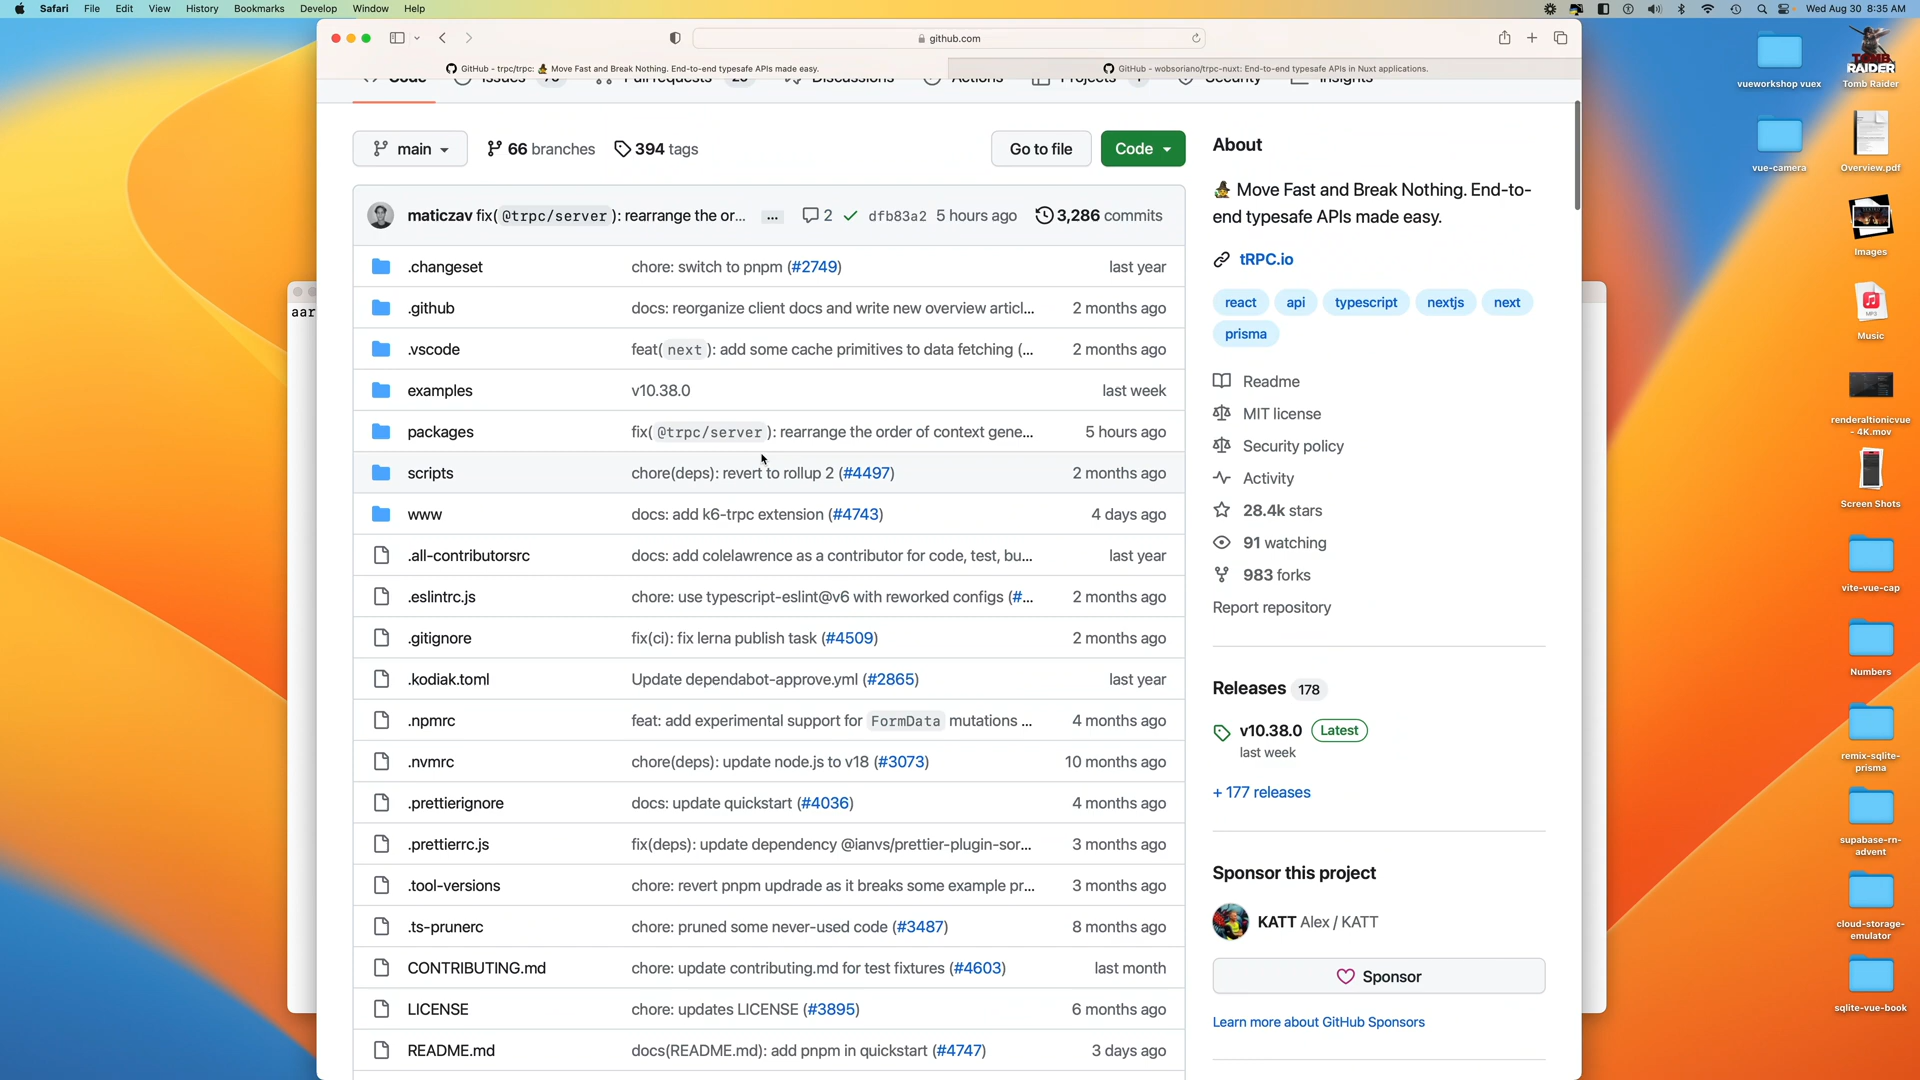 Safari File Edit View History Bookmarks Develop Window Help
Wed Aug 30 8:35 AM
github.com
GitHub - trpc/trpc: 🧙‍♀️ Move Fast and Break Nothing. End-to-end typesafe APIs made easy.
GitHub - wobsoriano/trpc-nuxt: End-to-end typesafe APIs in Nuxt applications.
Code Issues Pull requests Discussions Actions Projects Security Insights
main
66 branches
394 tags
Go to file
Code
maticzav fix(@trpc/server): rearrange the or... ... 2 dfb83a2 5 hours ago 3,286 commits
.changeset chore: switch to pnpm (#2749) last year
.github docs: reorganize client docs and write new overview articl... 2 months ago
.vscode feat(next): add some cache primitives to data fetching (... 2 months ago
examples v10.38.0 last week
packages fix(@trpc/server): rearrange the order of context gene... 5 hours ago
scripts chore(deps): revert to rollup 2 (#4497) 2 months ago
www docs: add k6-trpc extension (#4743) 4 days ago
.all-contributorsrc docs: add colelawrence as a contributor for code, test, bu... last year
.eslintrc.js chore: use typescript-eslint@v6 with reworked configs (#... 2 months ago
.gitignore fix(ci): fix lerna publish task (#4509) 2 months ago
.kodiak.toml Update dependabot-approve.yml (#2865) last year
.npmrc feat: add experimental support for FormData mutations ... 4 months ago
.nvmrc chore(deps): update node.js to v18 (#3073) 10 months ago
.prettierignore docs: update quickstart (#4036) 4 months ago
.prettierrc.js fix(deps): update dependency @ianvs/prettier-plugin-sor... 3 months ago
.tool-versions chore: revert pnpm updrade as it breaks some example pr... 3 months ago
.ts-prunerc chore: pruned some never-used code (#3487) 8 months ago
CONTRIBUTING.md chore: update contributing.md for test fixtures (#4603) last month
LICENSE chore: updates LICENSE (#3895) 6 months ago
README.md docs(README.md): add pnpm in quickstart (#4747) 3 days ago
About
🧙‍♀️ Move Fast and Break Nothing. End-to-
end typesafe APIs made easy.
tRPC.io
react api typescript nextjs next
prisma
Readme
MIT license
Security policy
Activity
28.4k stars
91 watching
983 forks
Report repository
Releases 178
v10.38.0 Latest
last week
+ 177 releases
Sponsor this project
KATT Alex / KATT
Sponsor
Learn more about GitHub Sponsors
aar
vueworkshop vuex
vue-camera
TOMB
RAIDER
Tomb Raider
Overview.pdf
Images
MP3
Music
renderaltionicvue
- 4K.mov
Screen Shots
vite-vue-cap
Numbers
remix-sqlite-
prisma
supabase-rn-
advent
cloud-storage-
emulator
sqlite-vue-book